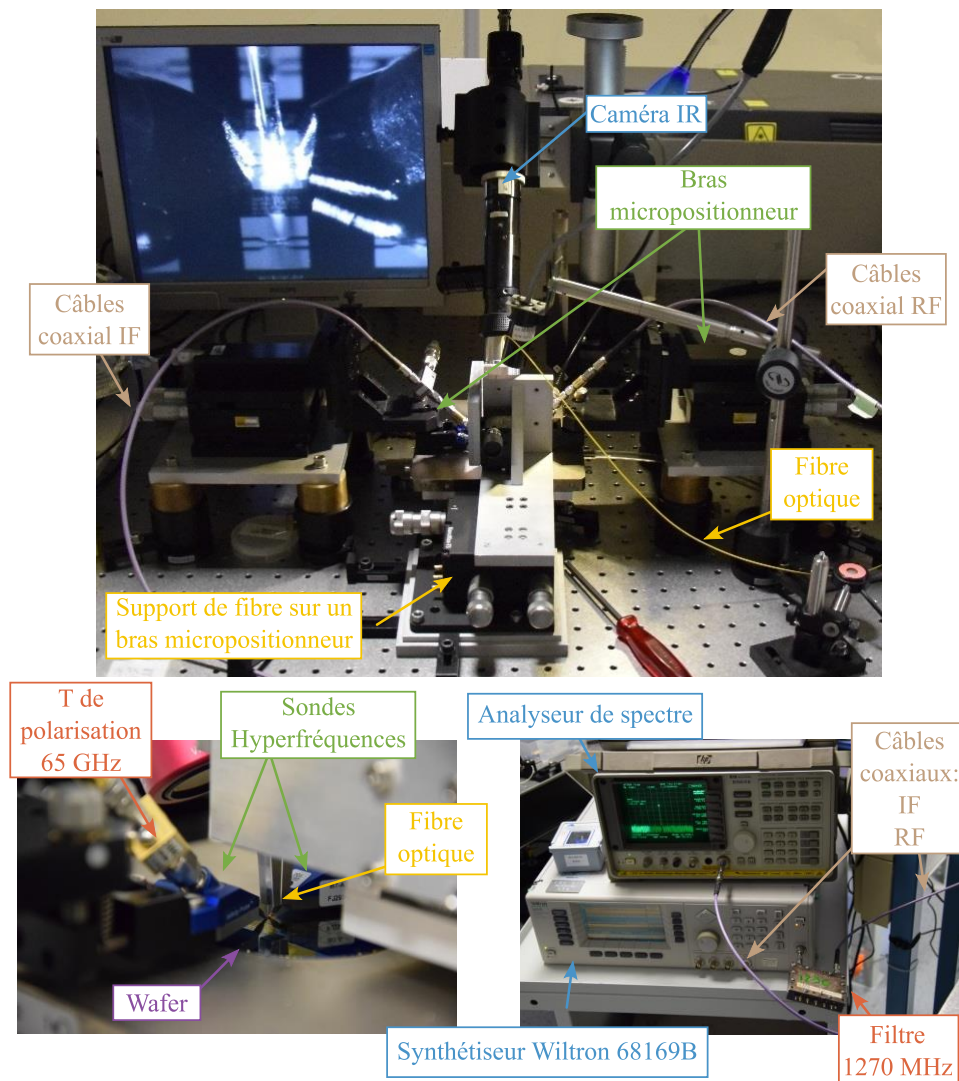 Caméra IR
Bras
micropositionneur
Câbles
coaxial IF
Câbles
coaxial RF
Fibre
optique
Support de fibre sur un
bras micropositionneur
T de
polarisation
65 GHz
Sondes
Hyperfréquences
Fibre
optique
Wafer
Analyseur de spectre
Câbles
coaxiaux:
IF
RF
Synthétiseur Wiltron 68169B
Filtre
1270 MHz